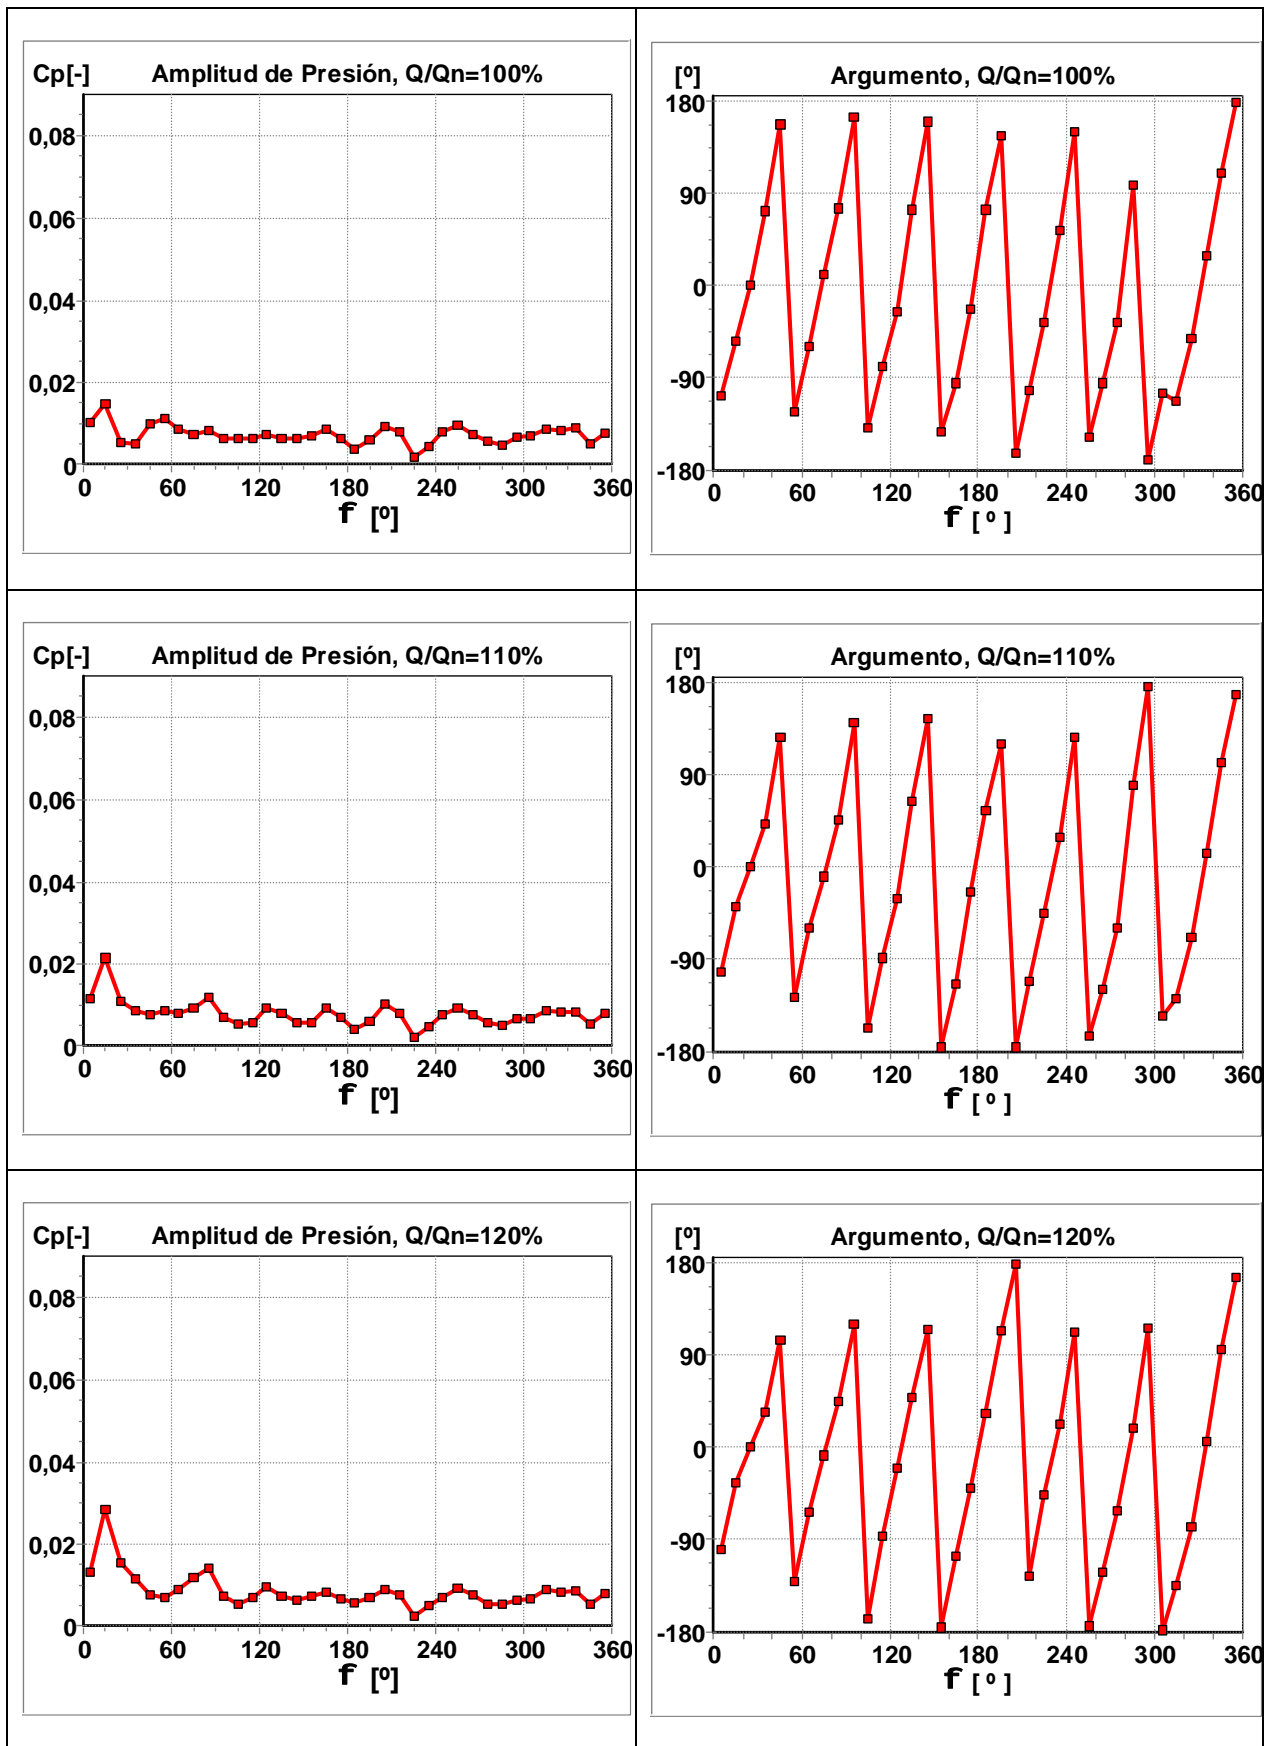 Cp[-] Amplitud de Presión, Q/Qn=100%
0,08
0,06
0,04
0,02
0
0 60 120 180 240 300 360
f [º]
[º] Argumento, Q/Qn=100%
180
90
0
-90
-180
0 60 120 180 240 300 360
f [ º ]
Cp[-] Amplitud de Presión, Q/Qn=110%
0,08
0,06
0,04
0,02
0
0 60 120 180 240 300 360
f [º]
[º] Argumento, Q/Qn=110%
180
90
0
-90
-180
0 60 120 180 240 300 360
f [ º ]
Cp[-] Amplitud de Presión, Q/Qn=120%
0,08
0,06
0,04
0,02
0
0 60 120 180 240 300 360
f [º]
[º] Argumento, Q/Qn=120%
180
90
0
-90
-180
0 60 120 180 240 300 360
f [ º ]